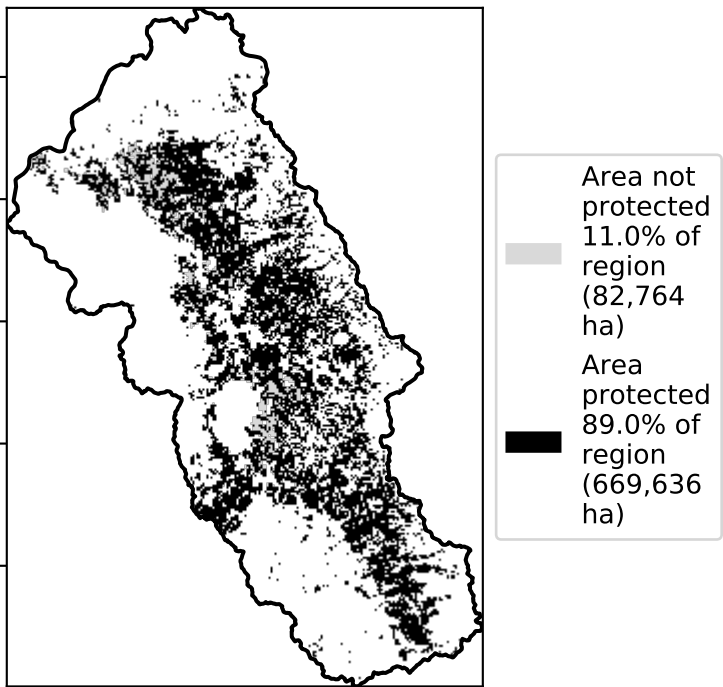 Area not
protected
11.0% of
region
(82,764
ha)
Area
protected
89.0% of
region
(669,636
ha)